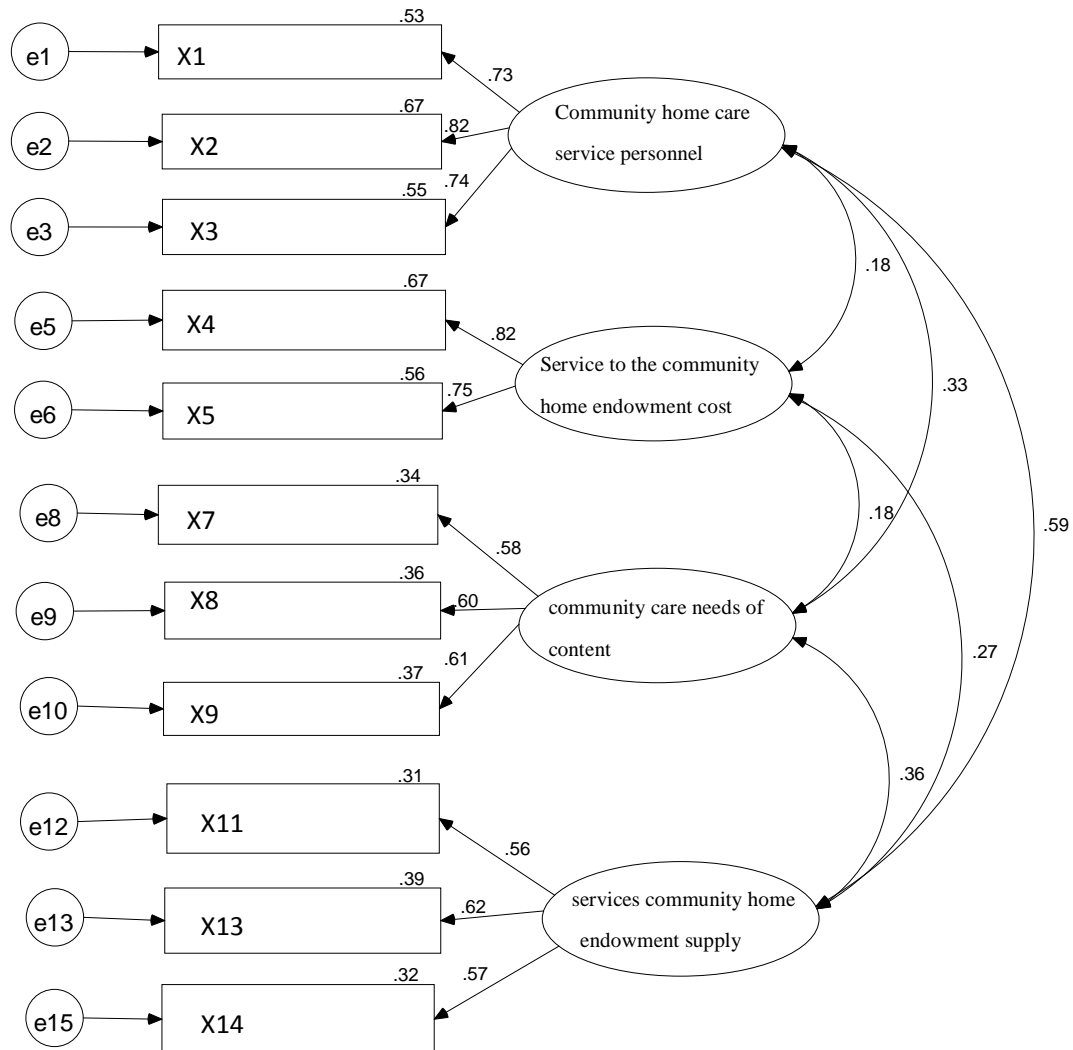 .53
e1
X1
.73
.67
e2
X2
.82
Community home care
service personnel
.55
e3
X3
.74
.18
.67
e5
X4
.82
.33
.56
e6
X5
.75
Service to the community
home endowment cost
.34
e8
X7
.58
.18
.59
.36
e9
X8
.60
community care needs of
content
.37
e10
X9
.61
.27
.31
e12
X11
.56
.36
.39
e13
X13
.62
services community home
endowment supply
.32
e15
X14
.57